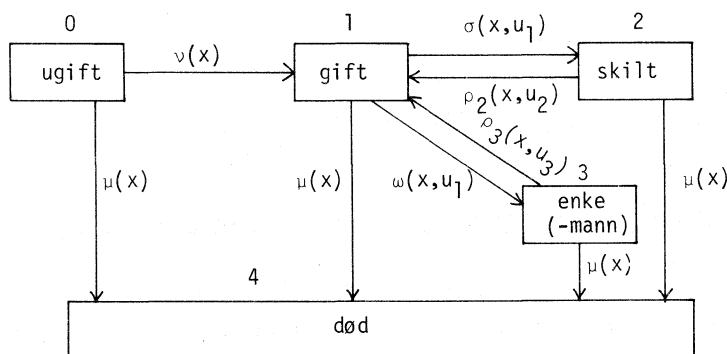 0 1 2
ugift ν(x) gift σ(x,u₁) skilt
ρ₂(x,u₂)
ρ₃(x,u₃)
μ(x) μ(x) ω(x,u₁) 3 μ(x)
enke
(-mann)
μ(x)
4
død